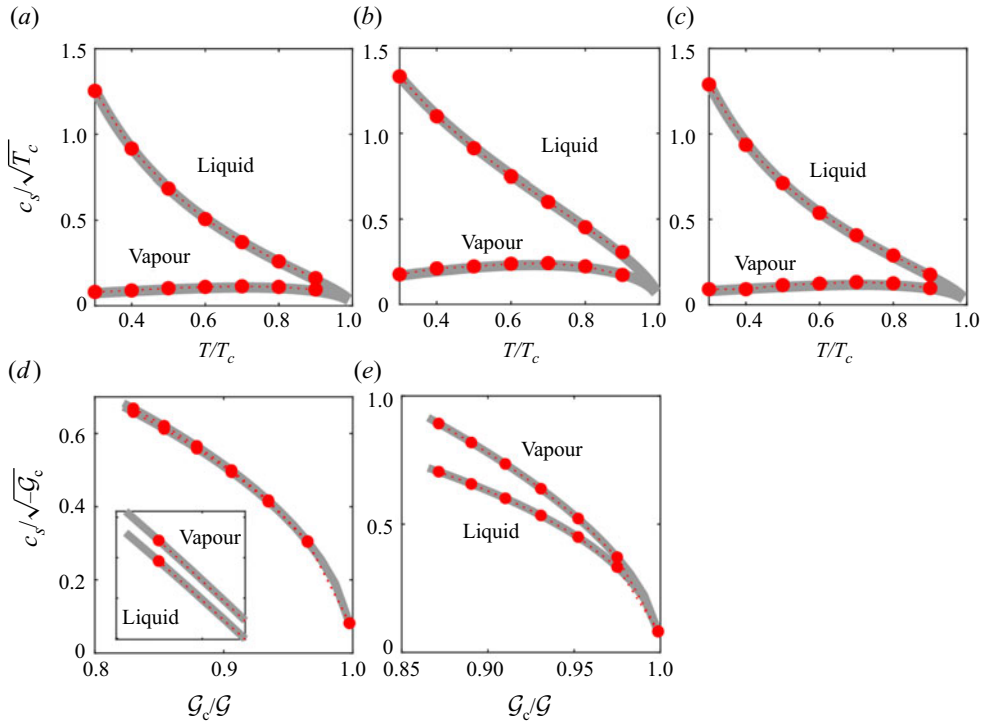 (a) (b) (c)
1.5 1.5 1.5
1.0 1.0 1.0
0.5 0.5 0.5
0 0 0
c_s/√T_c
Liquid Liquid Liquid
Vapour Vapour Vapour
0.4 0.6 0.8 1.0 0.4 0.6 0.8 1.0 0.4 0.6 0.8 1.0
T/T_c T/T_c T/T_c
(d) (e)
0.6 1.0
0.4 0.5
0.2
0 0
c_s/√–𝒢_c
Vapour Vapour
Liquid Liquid
0.8 0.9 1.0 0.85 0.90 0.95 1.0
𝒢_c/𝒢 𝒢_c/𝒢